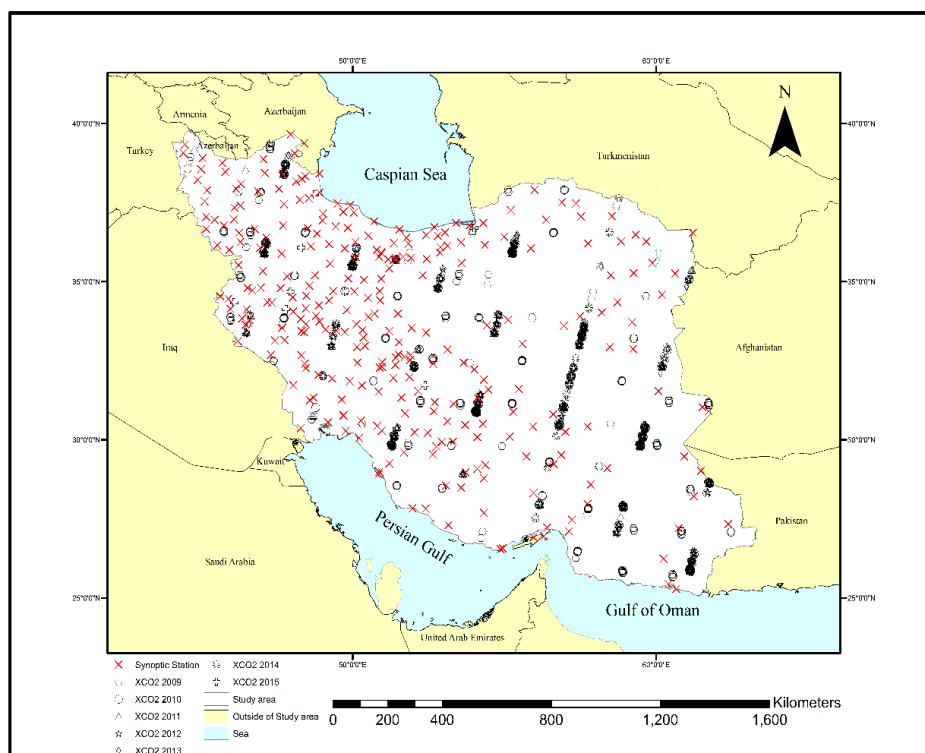 50°0'0"E 60°0'0"E
N
40°0'0"N 40°0'0"N
Armenia Azerbaijan
Turkey Azerbaijan Turkmenistan
Caspian Sea
35°0'0"N 35°0'0"N
Iraq Afghanistan
30°0'0"N 30°0'0"N
Kuwait
Pakistan
Persian Gulf
Saudi Arabia
25°0'0"N 25°0'0"N
Gulf of Oman
United Arab Emirates
50°0'0"E 60°0'0"E
Synoptic Station XCO2 2014
XCO2 2009 XCO2 2015
XCO2 2010 Study area
XCO2 2011 Outside of Study area
XCO2 2012 Sea
XCO2 2013
Kilometers
0 200 400 800 1,200 1,600